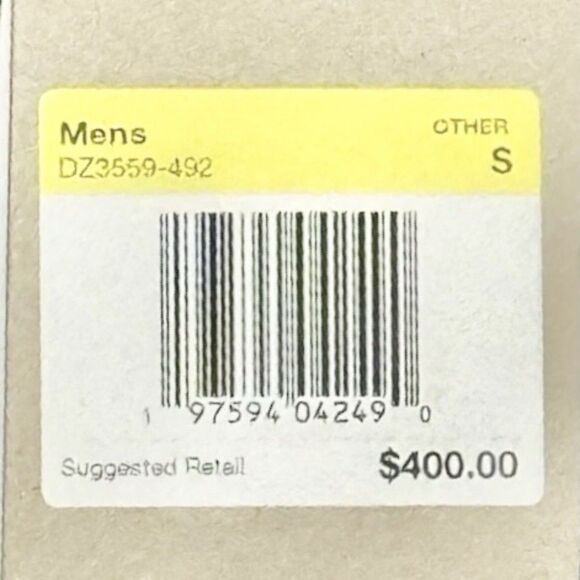 Mens
OTHER
DZ3559-492
S
1 97594 04249 0
Suggested Retail
$400.00